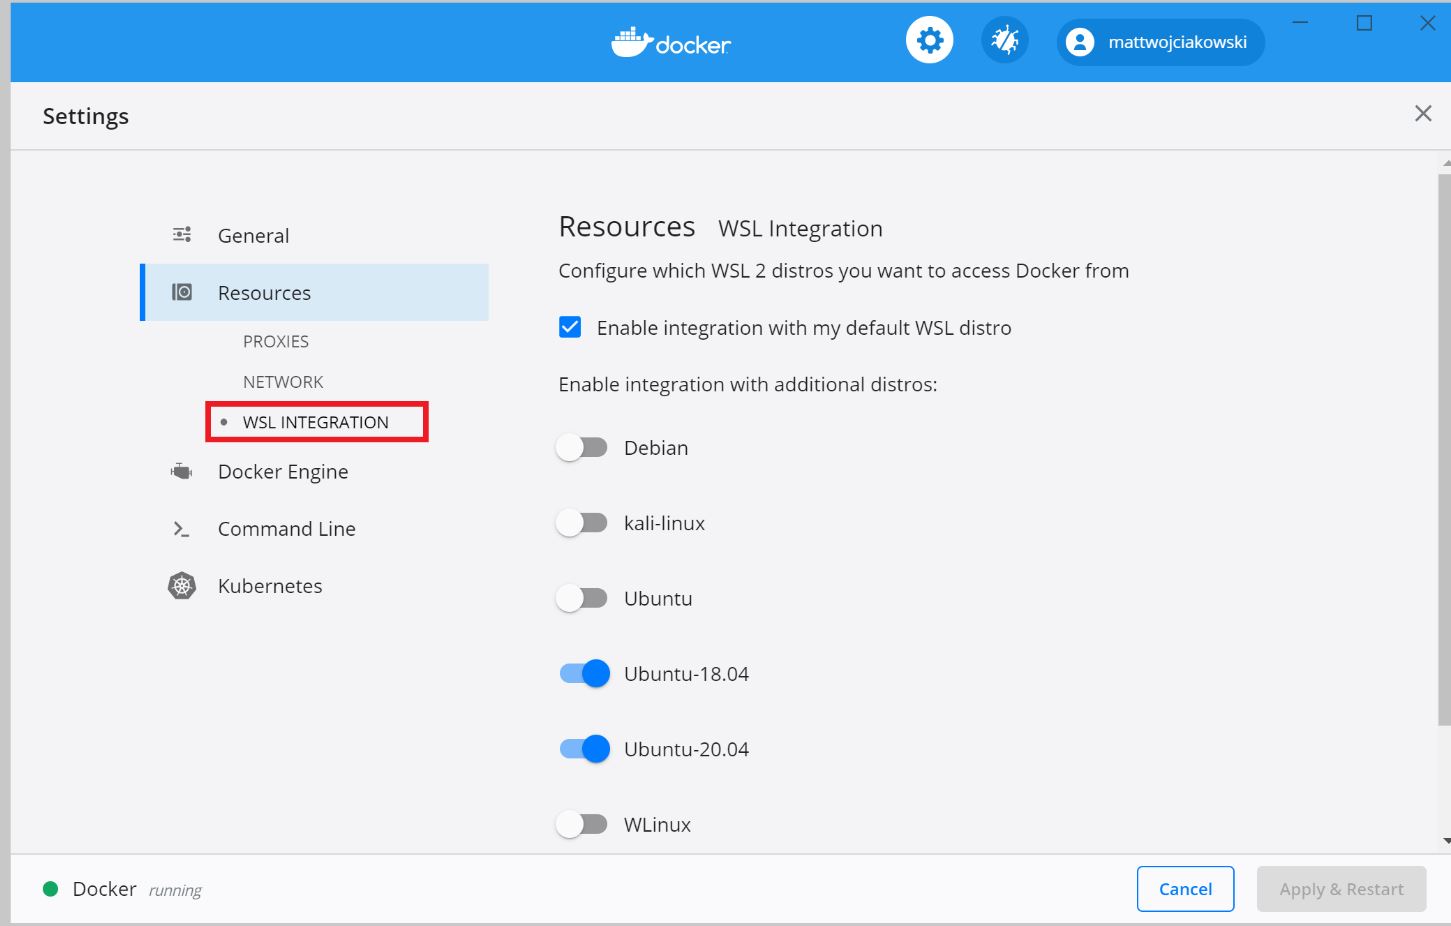 docker
mattwojciakowski
Settings
General
Resources
PROXIES
NETWORK
WSL INTEGRATION
Docker Engine
Command Line
Kubernetes
Resources WSL Integration
Configure which WSL 2 distros you want to access Docker from
Enable integration with my default WSL distro
Enable integration with additional distros:
Debian
kali-linux
Ubuntu
Ubuntu-18.04
Ubuntu-20.04
WLinux
Docker running
Cancel
Apply & Restart